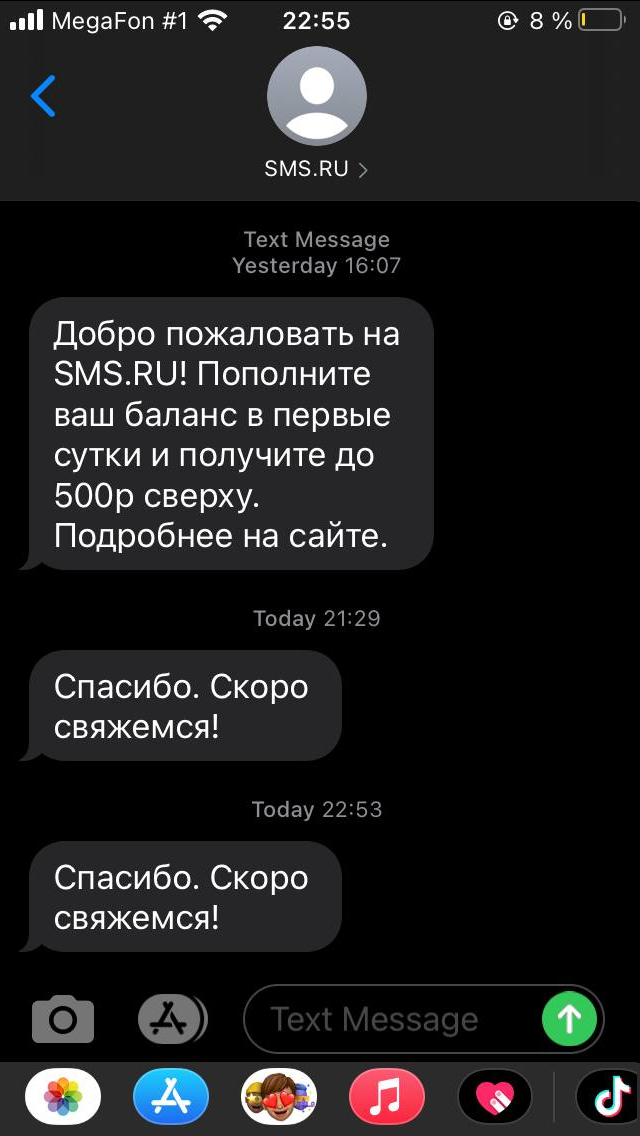 MegaFon #1 22:55 8 %
SMS.RU
Text Message
Yesterday 16:07
Добро пожаловать на
SMS.RU! Пополните
ваш баланс в первые
сутки и получите до
500р сверху.
Подробнее на сайте.
Today 21:29
Спасибо. Скоро
свяжемся!
Today 22:53
Спасибо. Скоро
свяжемся!
Text Message